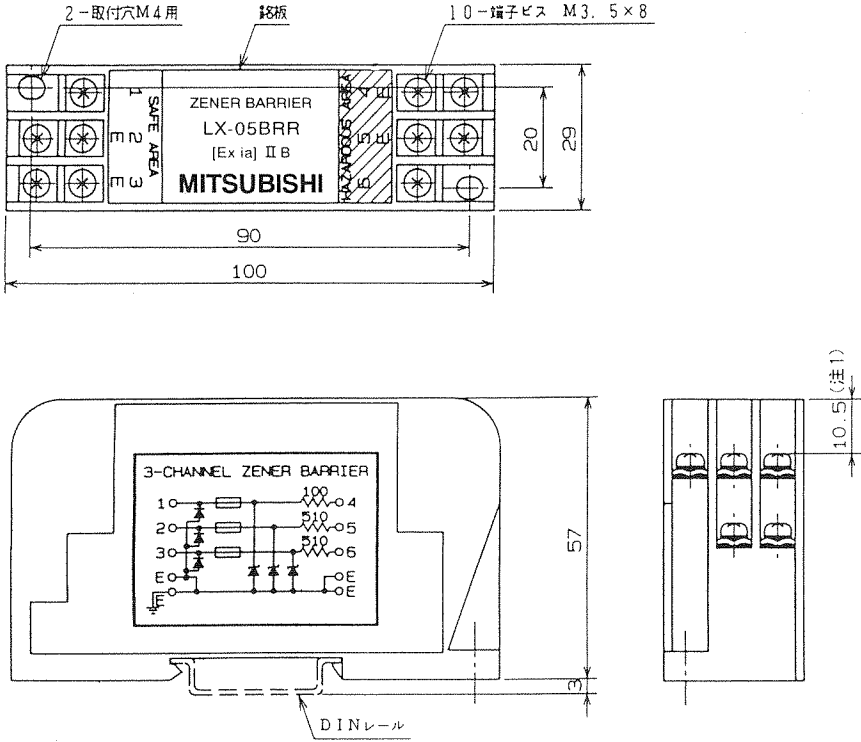 2-取付穴M4用
銘板
10-端子ビス M3.5×8
1
E 2
E 3
SAFE AREA
ZENER BARRIER
LX-05BRR
[Ex ia] ⅡB
MITSUBISHI
HAZARDOUS AREA
4 E
5 E
6
20
29
90
100
3-CHANNEL ZENER BARRIER
1
100
4
2
510
5
3
510
6
E
E
E
E
57
3
10.5(注1)
DINレール